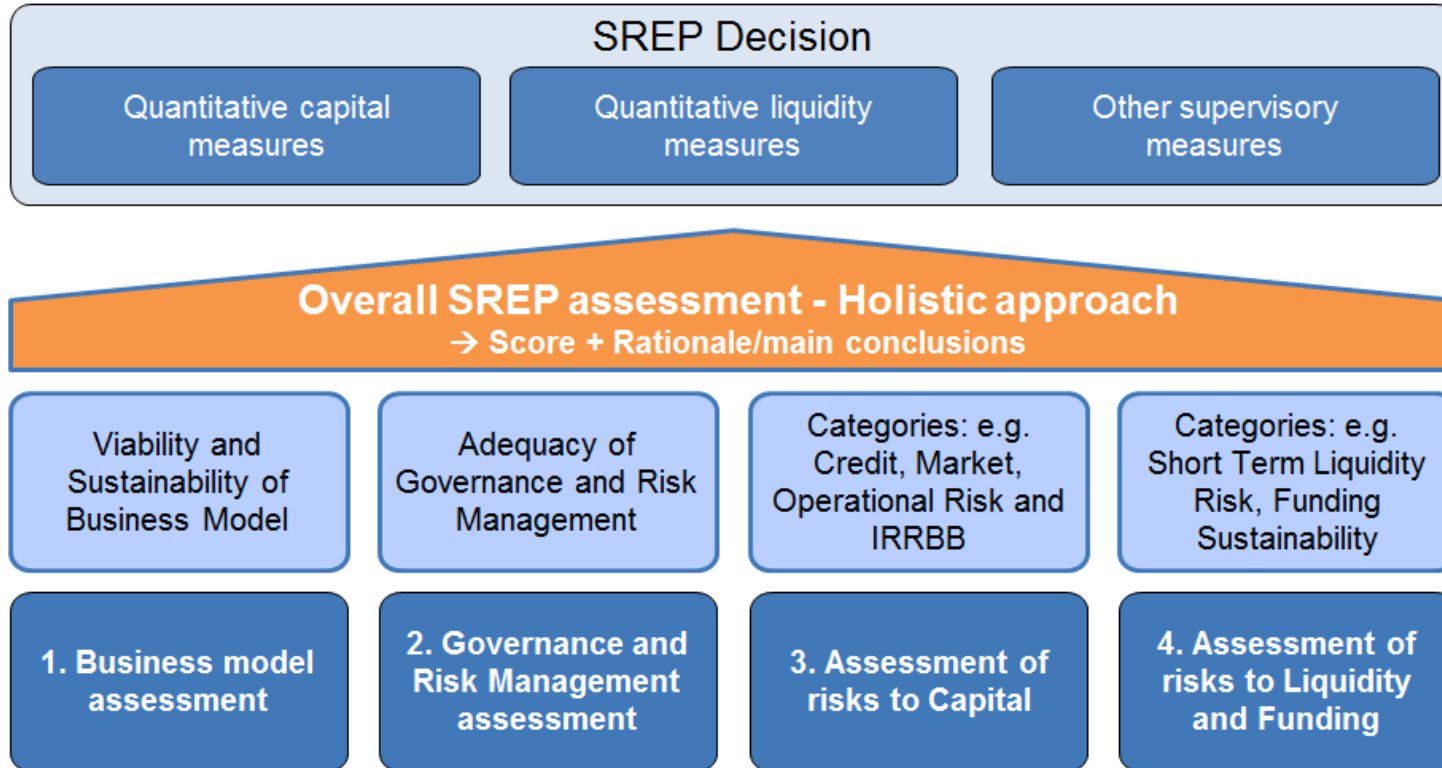 SREP Decision
Quantitative capital
measures
Quantitative liquidity
measures
Other supervisory
measures
Overall SREP assessment - Holistic approach
→ Score + Rationale/main conclusions
Viability and
Sustainability of
Business Model
Adequacy of
Governance and Risk
Management
Categories: e.g.
Credit, Market,
Operational Risk and
IRRBB
Categories: e.g.
Short Term Liquidity
Risk, Funding
Sustainability
1. Business model
assessment
2. Governance and
Risk Management
assessment
3. Assessment of
risks to Capital
4. Assessment of
risks to Liquidity
and Funding